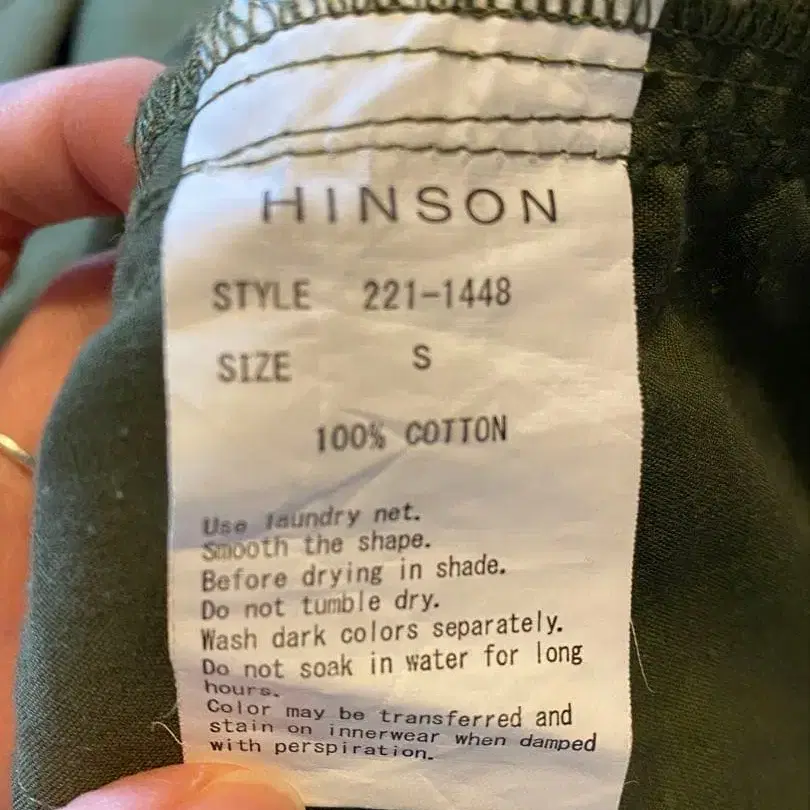 HINSON
STYLE 221-1448
SIZE S
100% COTTON
Use laundry net.
Smooth the shape.
Before drying in shade.
Do not tumble dry.
Wash dark colors separately.
Do not soak in water for long
hours.
Color may be transferred and
stain on innerwear when damped
with perspiration.